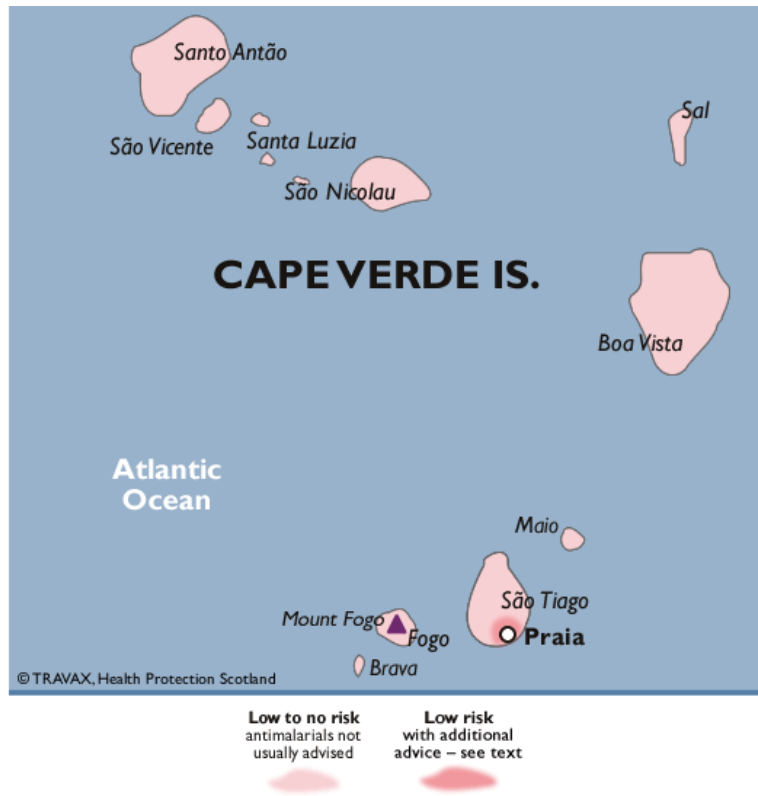 Santo Antão
Sal
São Vicente
Santa Luzia
São Nicolau
CAPE VERDE IS.
Boa Vista
Atlantic
Ocean
Maio
São Tiago
Mount Fogo
Fogo
Praia
Brava
© TRAVAX, Health Protection Scotland
Low to no risk
antimalarials not
usually advised
Low risk
with additional
advice – see text